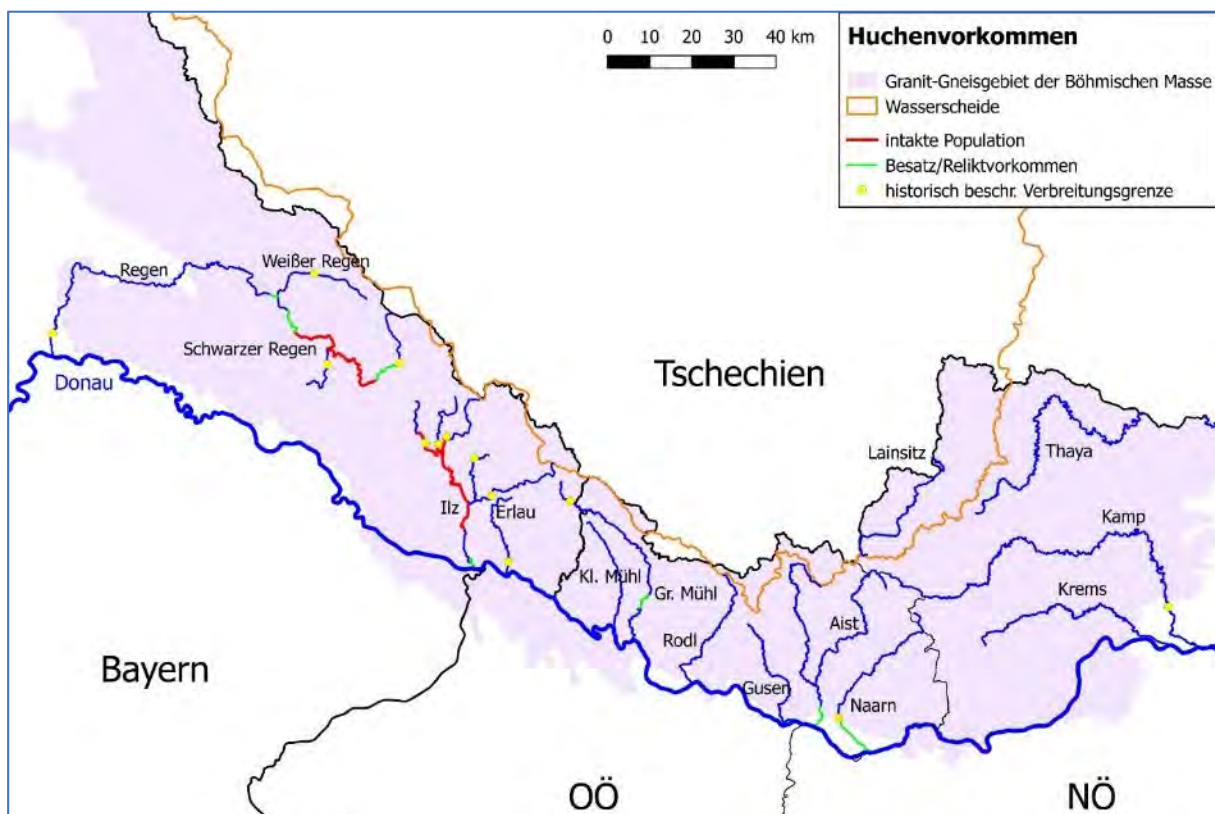 0 10 20 30 40 km
Huchenvorkommen
Granit-Gneisgebiet der Böhmischen Masse
Wasserscheide
intakte Population
Besatz/Reliktvorkommen
historisch beschr. Verbreitungsgrenze
Regen
Weißer Regen
Schwarzer Regen
Donau
Tschechien
Lainsitz
Thaya
Ilz
Erlau
Kamp
Kl. Mühl
Gr. Mühl
Krems
Aist
Rodl
Bayern
Gusen
Naarn
OÖ
NÖ